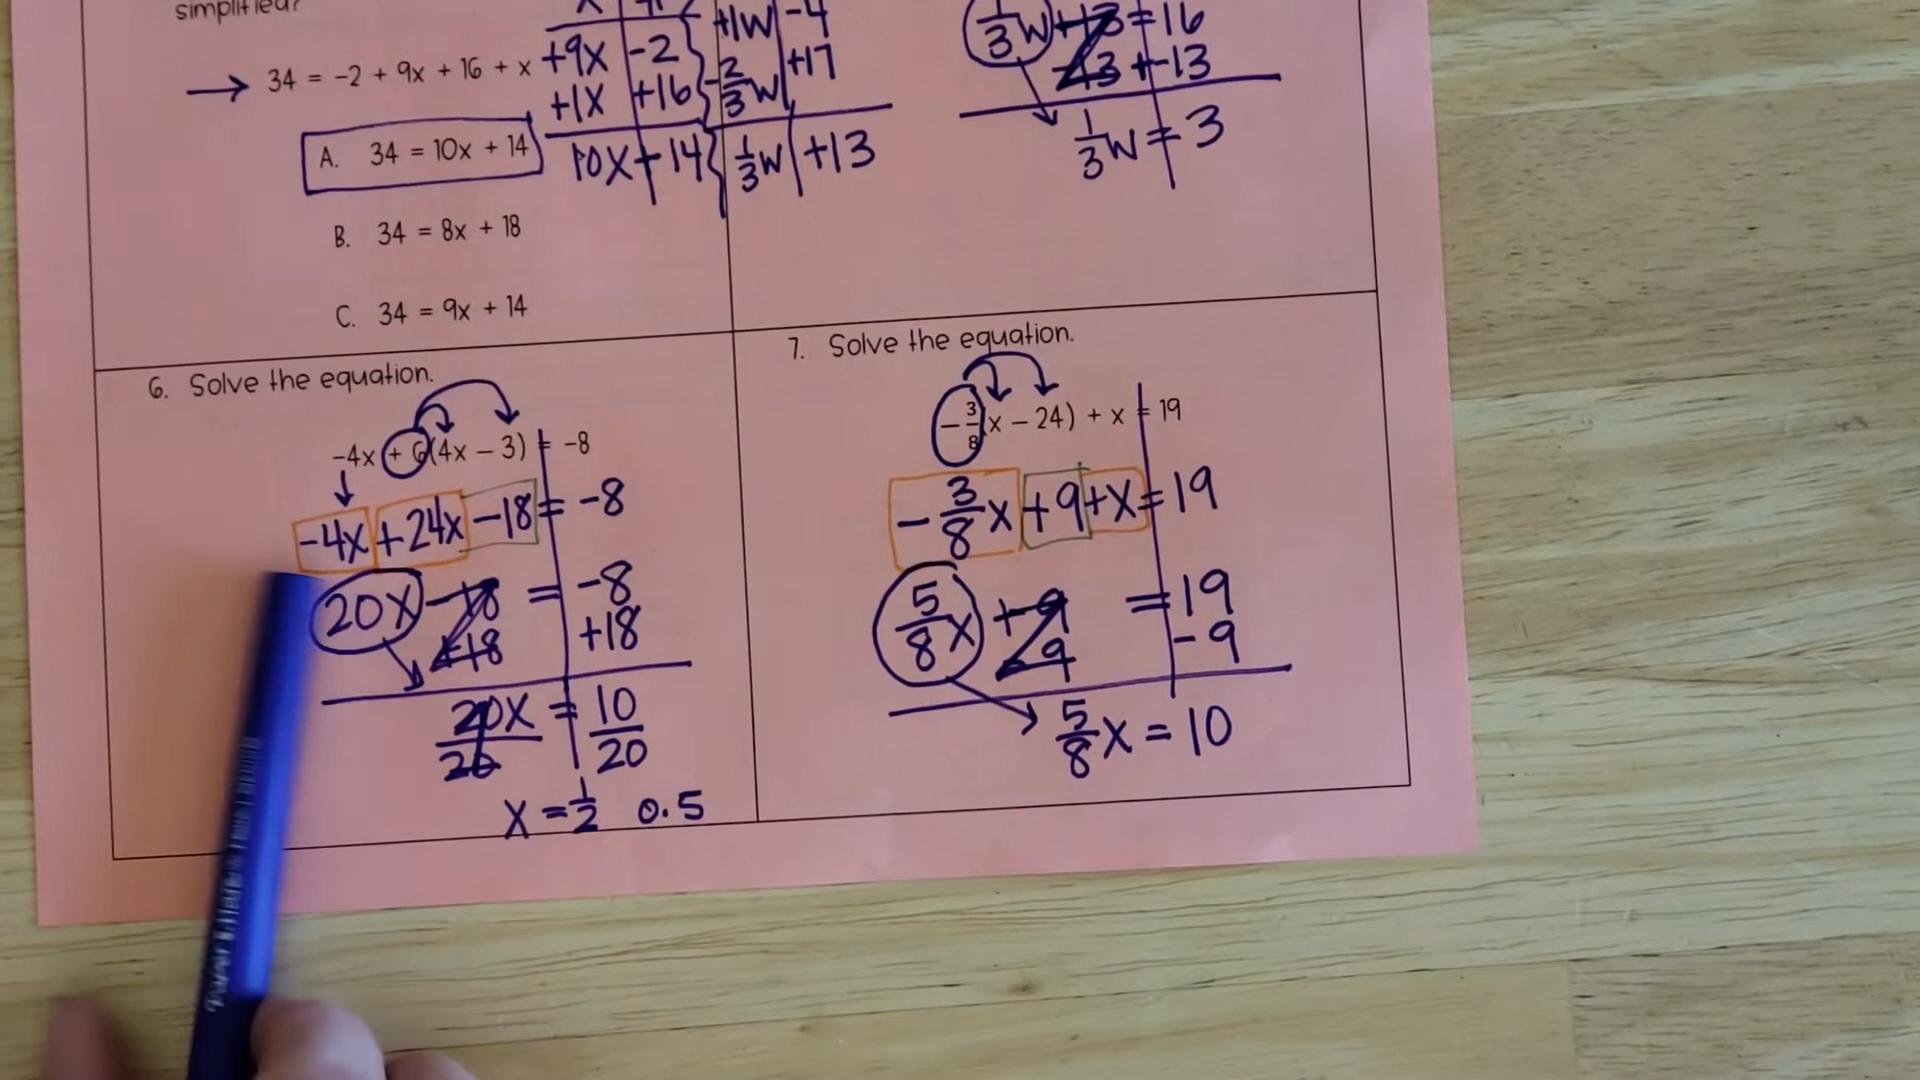 simplified?
→ 34 = -2 + 9x + 16 + x
+9x | -2
+1x | +16
10x + 14
+1w | -4
-2/3w | +17
1/3w | +13
A. 34 = 10x + 14
B. 34 = 8x + 18
C. 34 = 9x + 14
1/3w +13 = 16
-13 + -13
1/3w = 3
6. Solve the equation.
-4x + 6(4x - 3) = -8
-4x +24x -18 = -8
20x -18 = -8
+18 +18
20x = 10
20 20
x = 1/2 0.5
7. Solve the equation.
-3/8(x - 24) + x = 19
-3/8x +9 +x = 19
5/8x +9 = 19
-9 -9
5/8x = 10